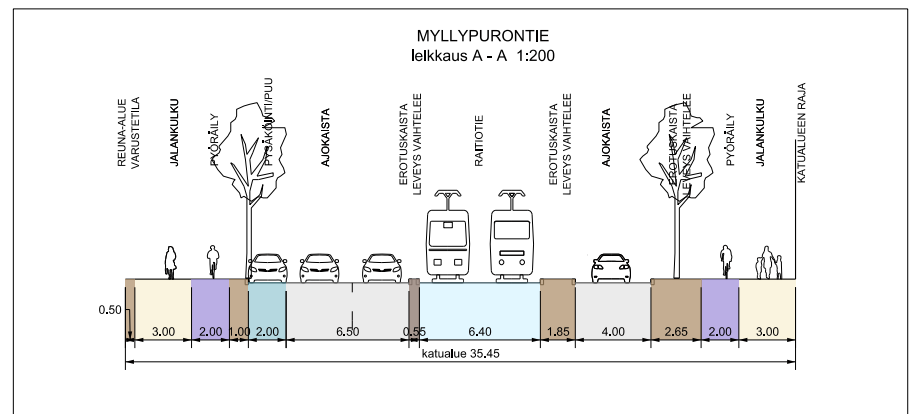 MYLLYPURONTIE
leikkaus A - A 1:200
REUNA-ALUE
VARUSTETILA
JALANKULKU
PYÖRÄILY
PYSÄKÖINTI/PUU
AJOKAISTA
EROTUSKAISTA
LEVEYS VAIHTELEE
RAITIOTIE
EROTUSKAISTA
LEVEYS VAIHTELEE
AJOKAISTA
EROTUSKAISTA
LEVEYS VAIHTELEE
PYÖRÄILY
JALANKULKU
KATUALUEEN RAJA
0.50
3.00
2.00
1.00
2.00
6.50
0.55
6.40
1.85
4.00
2.65
2.00
3.00
katualue 35.45